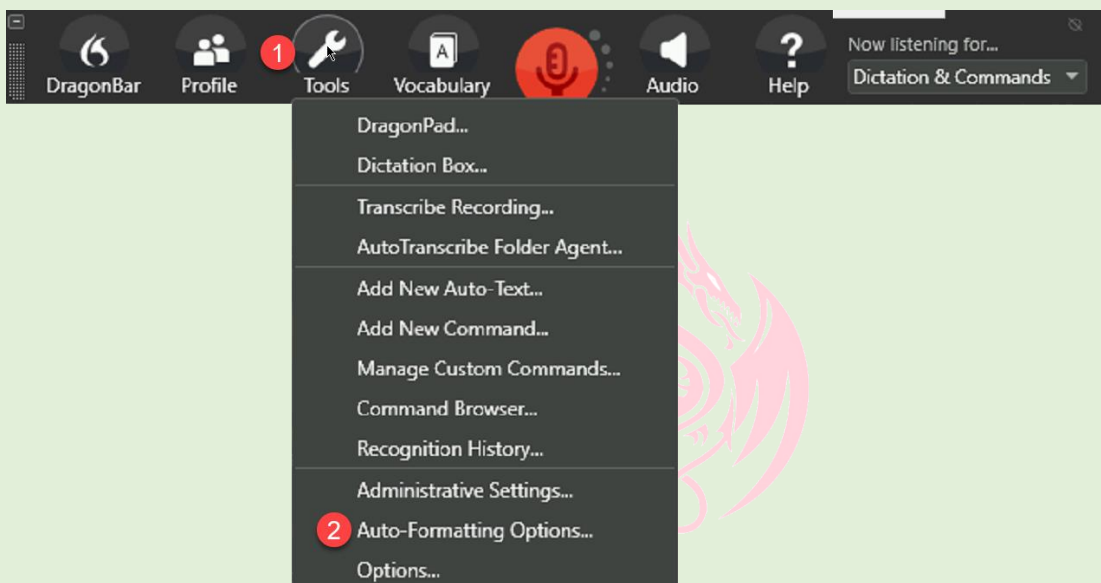 Now listening for...
DragonBar Profile 1 Tools A Vocabulary Audio ? Help Dictation & Commands
DragonPad...
Dictation Box...
Transcribe Recording...
AutoTranscribe Folder Agent...
Add New Auto-Text...
Add New Command...
Manage Custom Commands...
Command Browser...
Recognition History...
Administrative Settings...
2 Auto-Formatting Options...
Options...